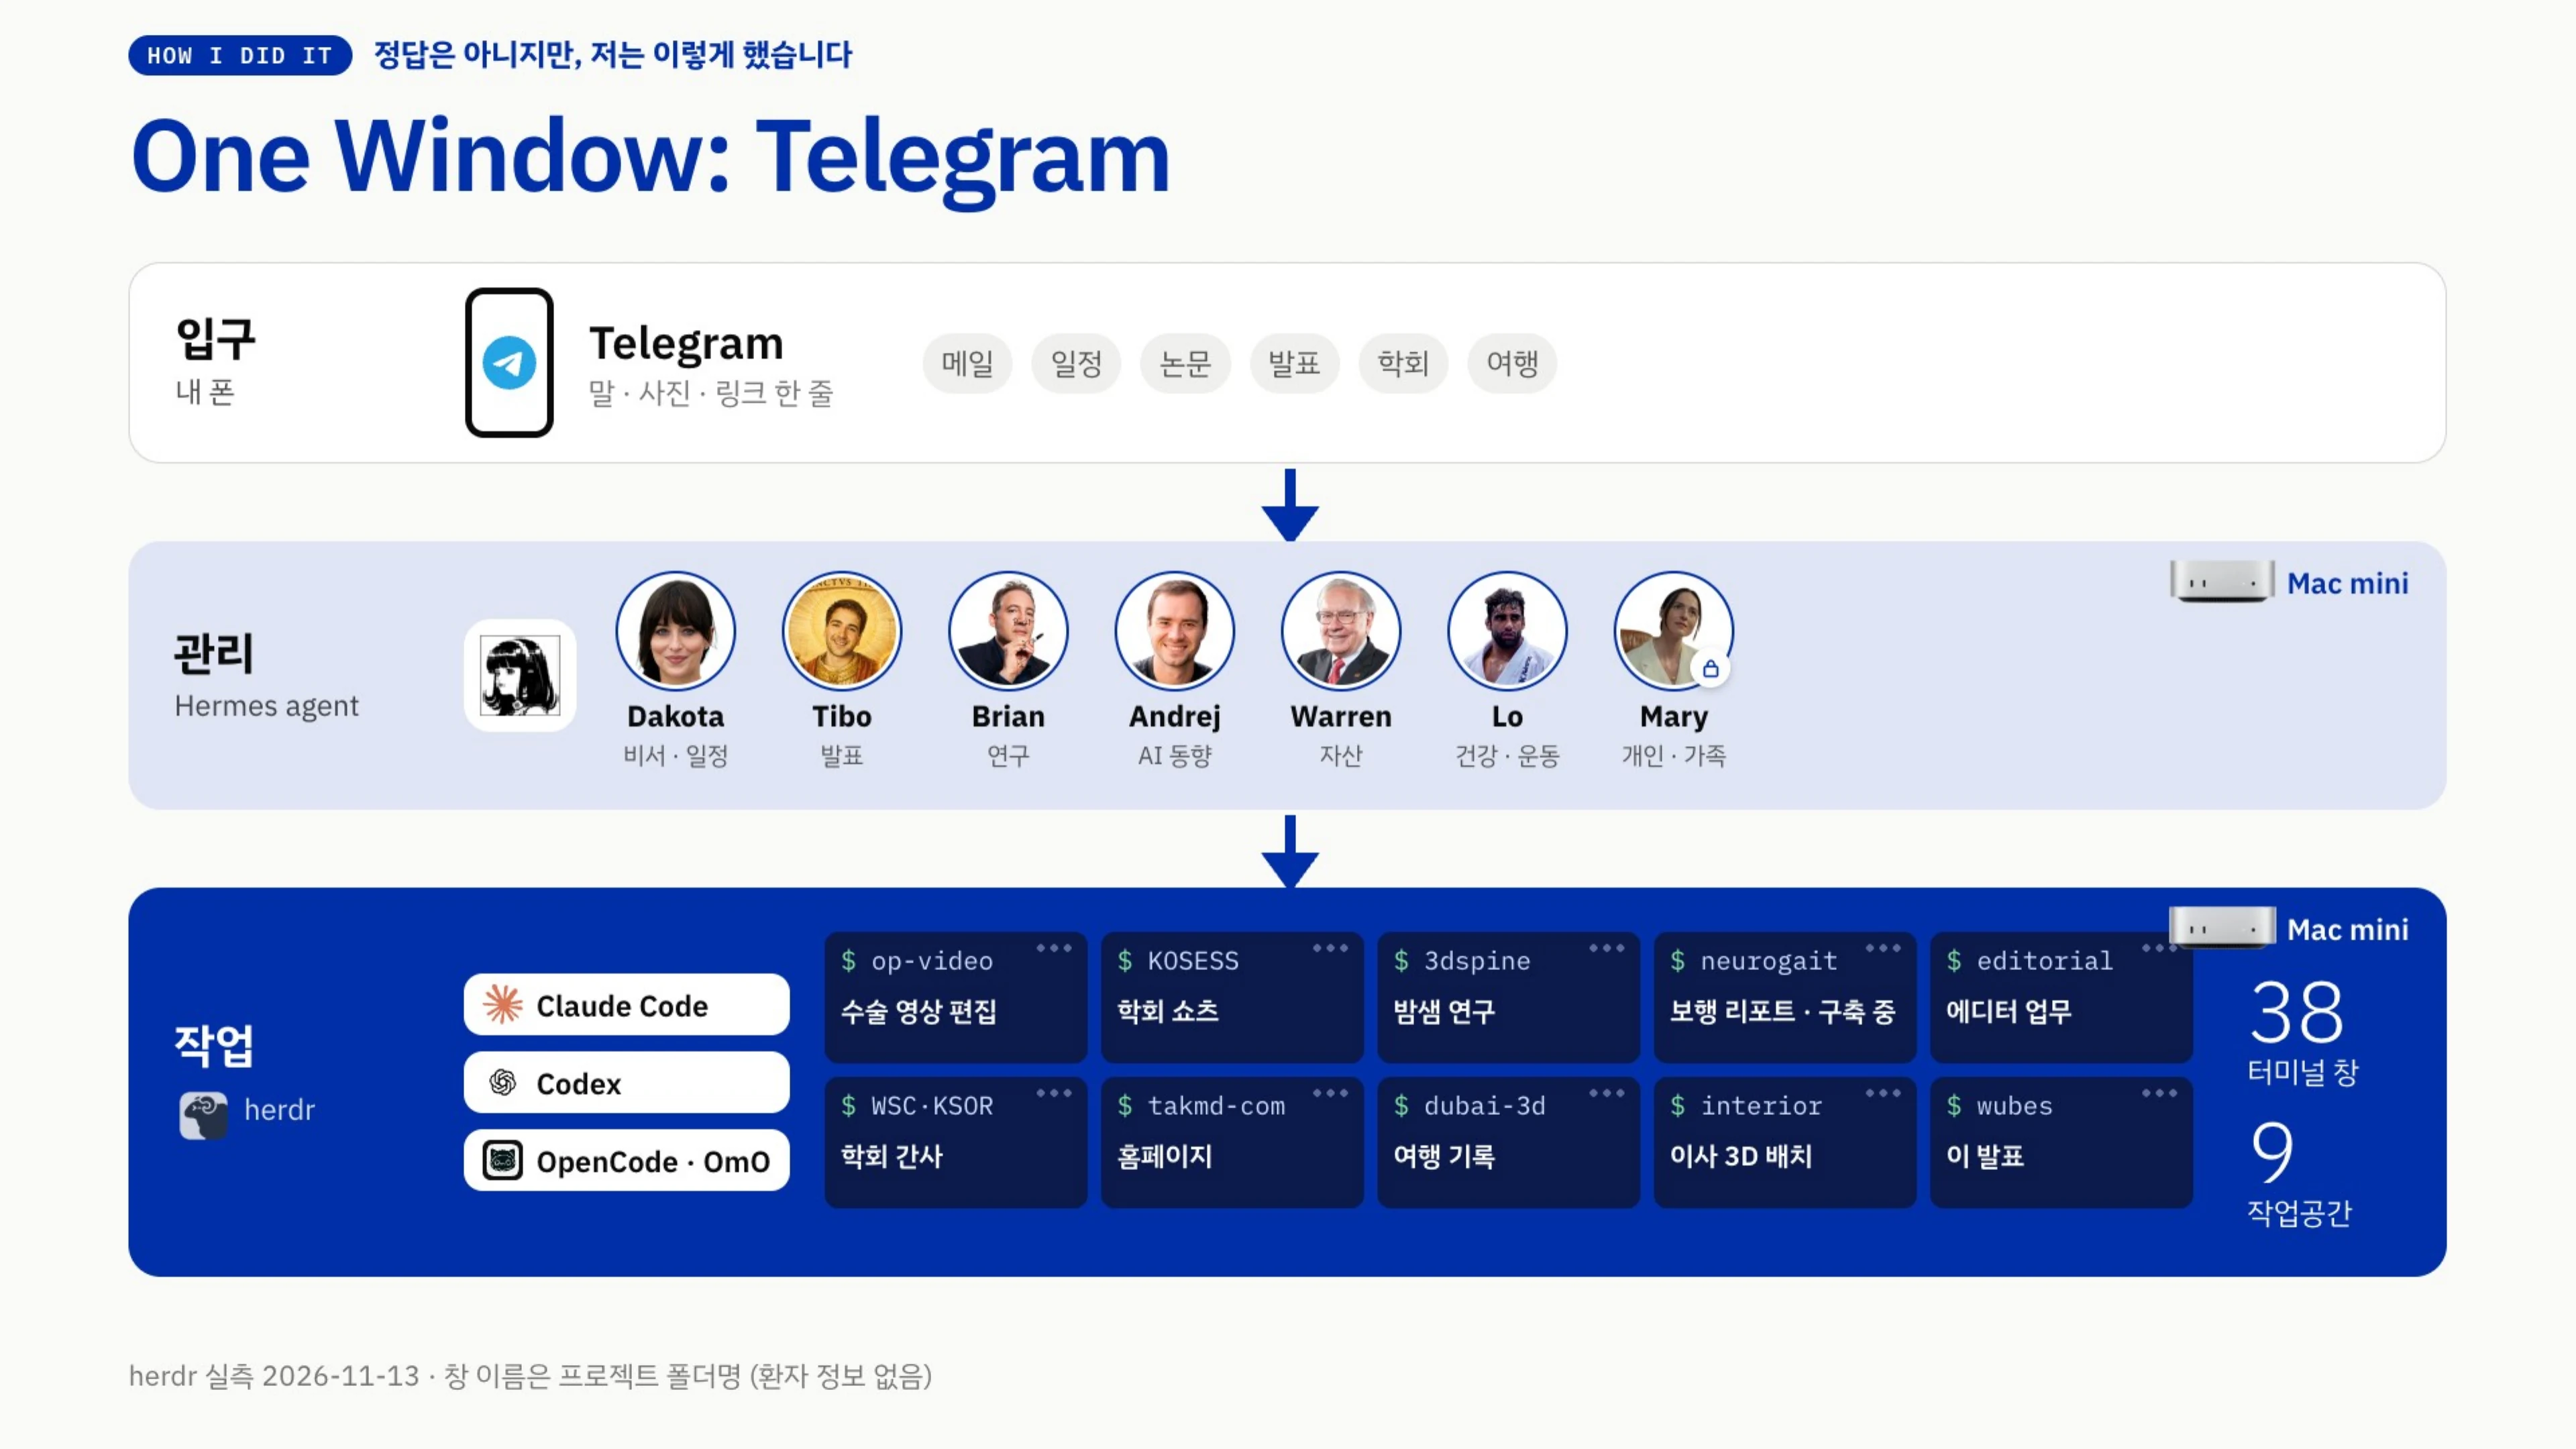 HOW I DID IT 정답은 아니지만, 저는 이렇게 했습니다
One Window: Telegram
입구
내 폰
Telegram
말 · 사진 · 링크 한 줄
메일 일정 논문 발표 학회 여행
Mac mini
관리
Hermes agent
NCTVS
Dakota
비서 · 일정
Tibo
발표
Brian
연구
Andrej
AI 동향
Warren
자산
Lo
건강 · 운동
Mary
개인 · 가족
Mac mini
작업
herdr
Claude Code
Codex
OpenCode · OmO
$ op-video
수술 영상 편집
$ KOSESS
학회 쇼츠
$ 3dspine
밤샘 연구
$ neurogait
보행 리포트 · 구축 중
$ editorial
에디터 업무
$ WSC·KSOR
학회 간사
$ takmd-com
홈페이지
$ dubai-3d
여행 기록
$ interior
이사 3D 배치
$ wubes
이 발표
38
터미널 창
9
작업공간
herdr 실측 2026-11-13 · 창 이름은 프로젝트 폴더명 (환자 정보 없음)